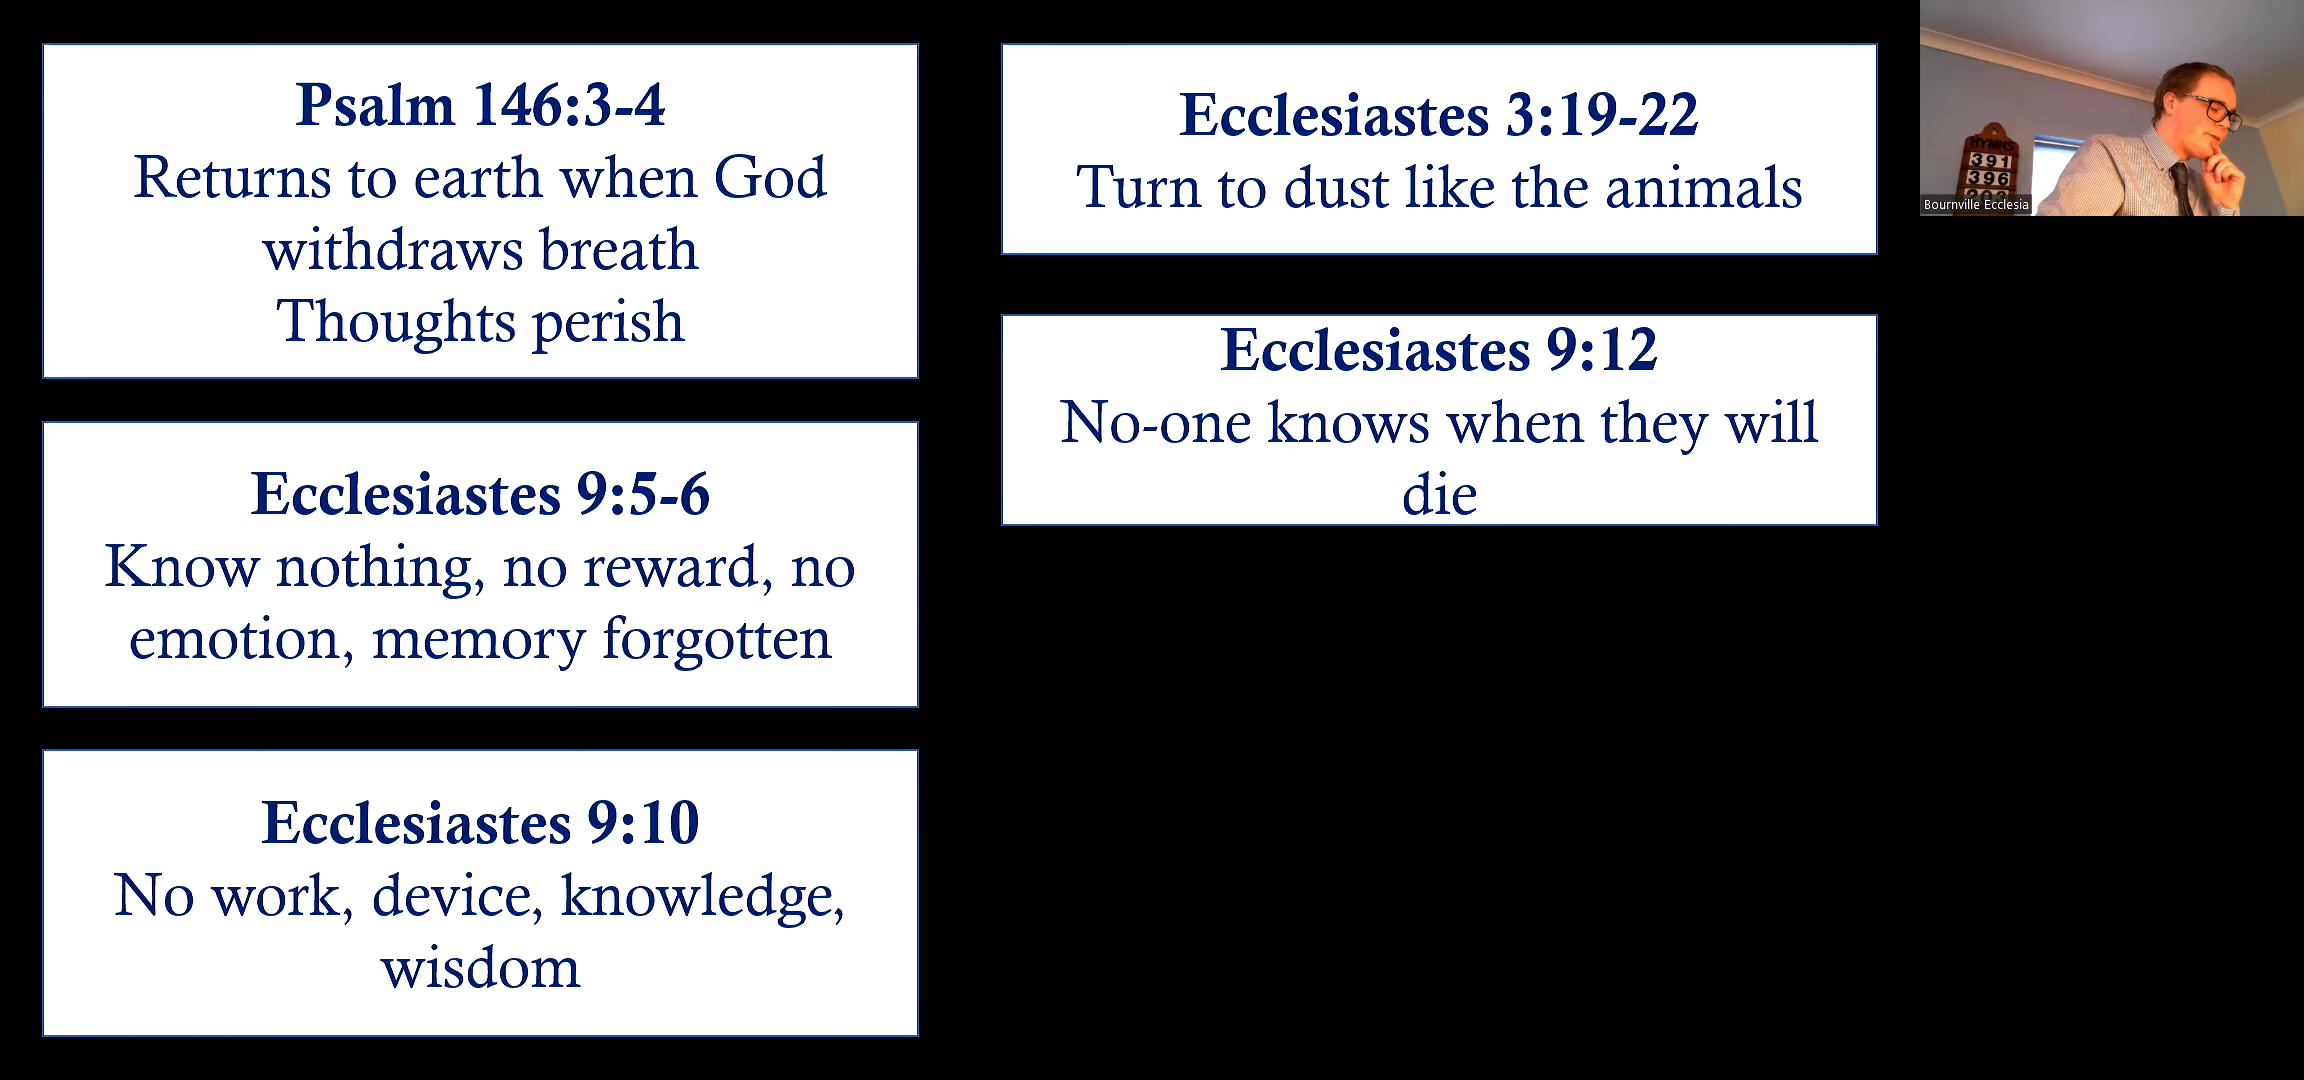 Psalm 146:3-4
Returns to earth when God
withdraws breath
Thoughts perish
Ecclesiastes 9:5-6
Know nothing, no reward, no
emotion, memory forgotten
Ecclesiastes 9:10
No work, device, knowledge,
wisdom
Ecclesiastes 3:19-22
Turn to dust like the animals
Ecclesiastes 9:12
No-one knows when they will
die
HYMNS
391
396
Bournville Ecclesia